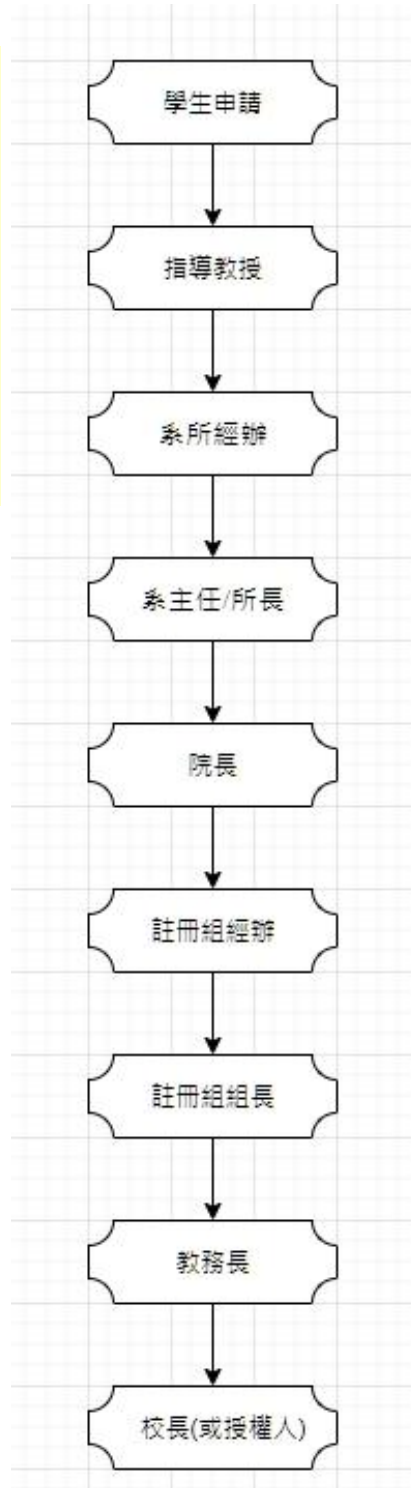 學生申請
指導教授
系所經辦
系主任/所長
院長
註冊組經辦
註冊組組長
教務長
校長(或授權人)